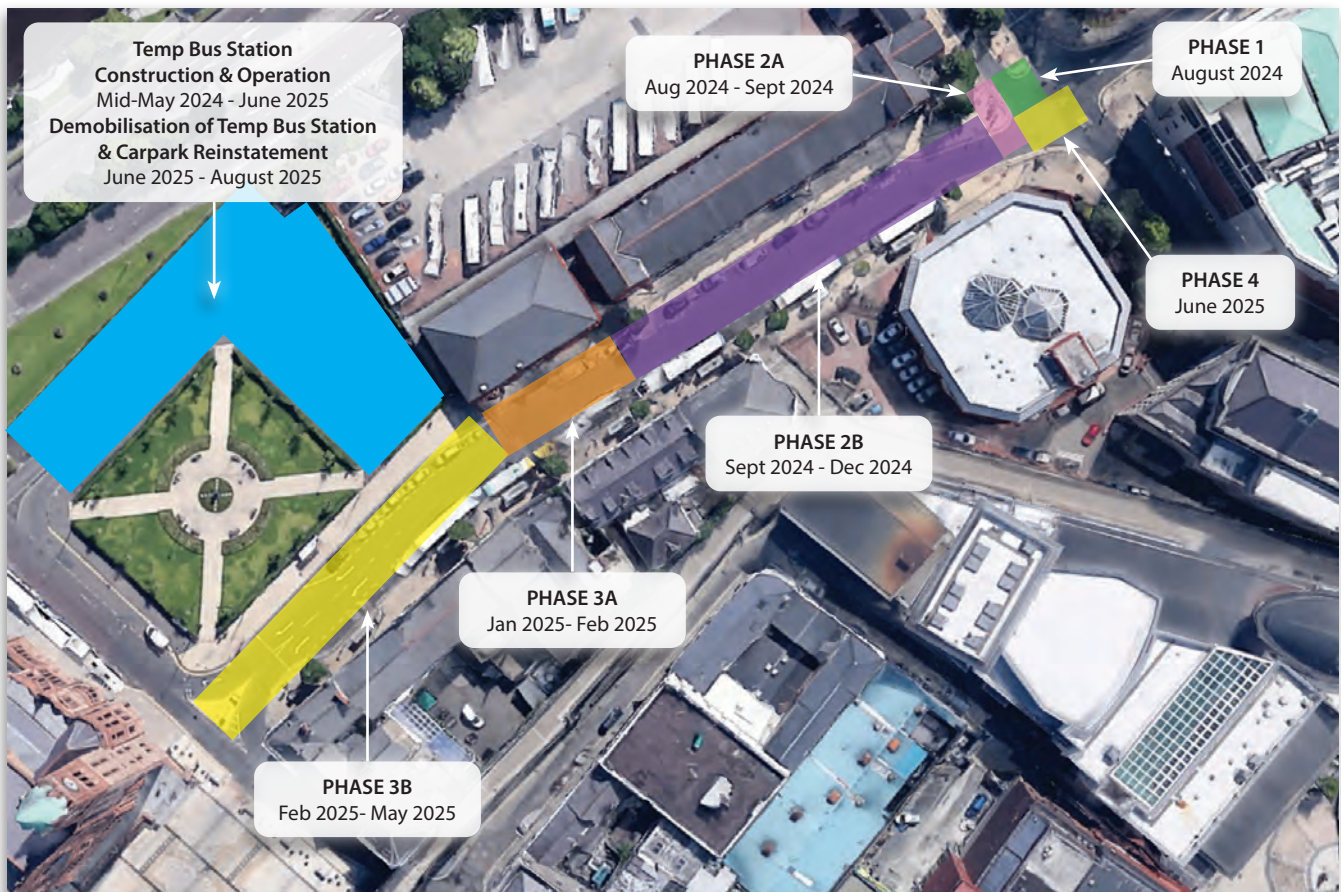 Temp Bus Station
Construction & Operation
Mid-May 2024 - June 2025
Demobilisation of Temp Bus Station
& Carpark Reinstatement
June 2025 - August 2025
PHASE 2A
Aug 2024 - Sept 2024
PHASE 1
August 2024
PHASE 4
June 2025
PHASE 2B
Sept 2024 - Dec 2024
PHASE 3A
Jan 2025- Feb 2025
PHASE 3B
Feb 2025- May 2025